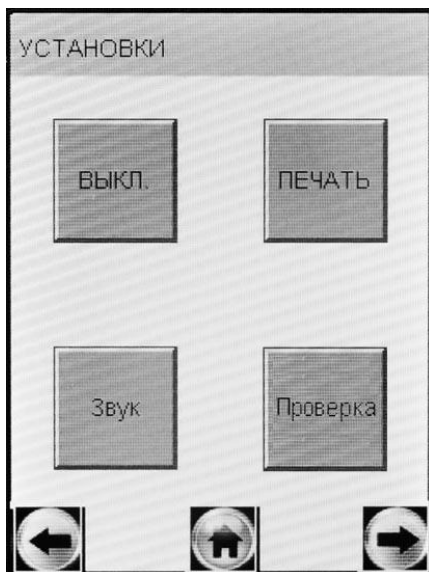 УСТАНОВКИ
ВЫКЛ.
ПЕЧАТЬ
Звук
Проверка